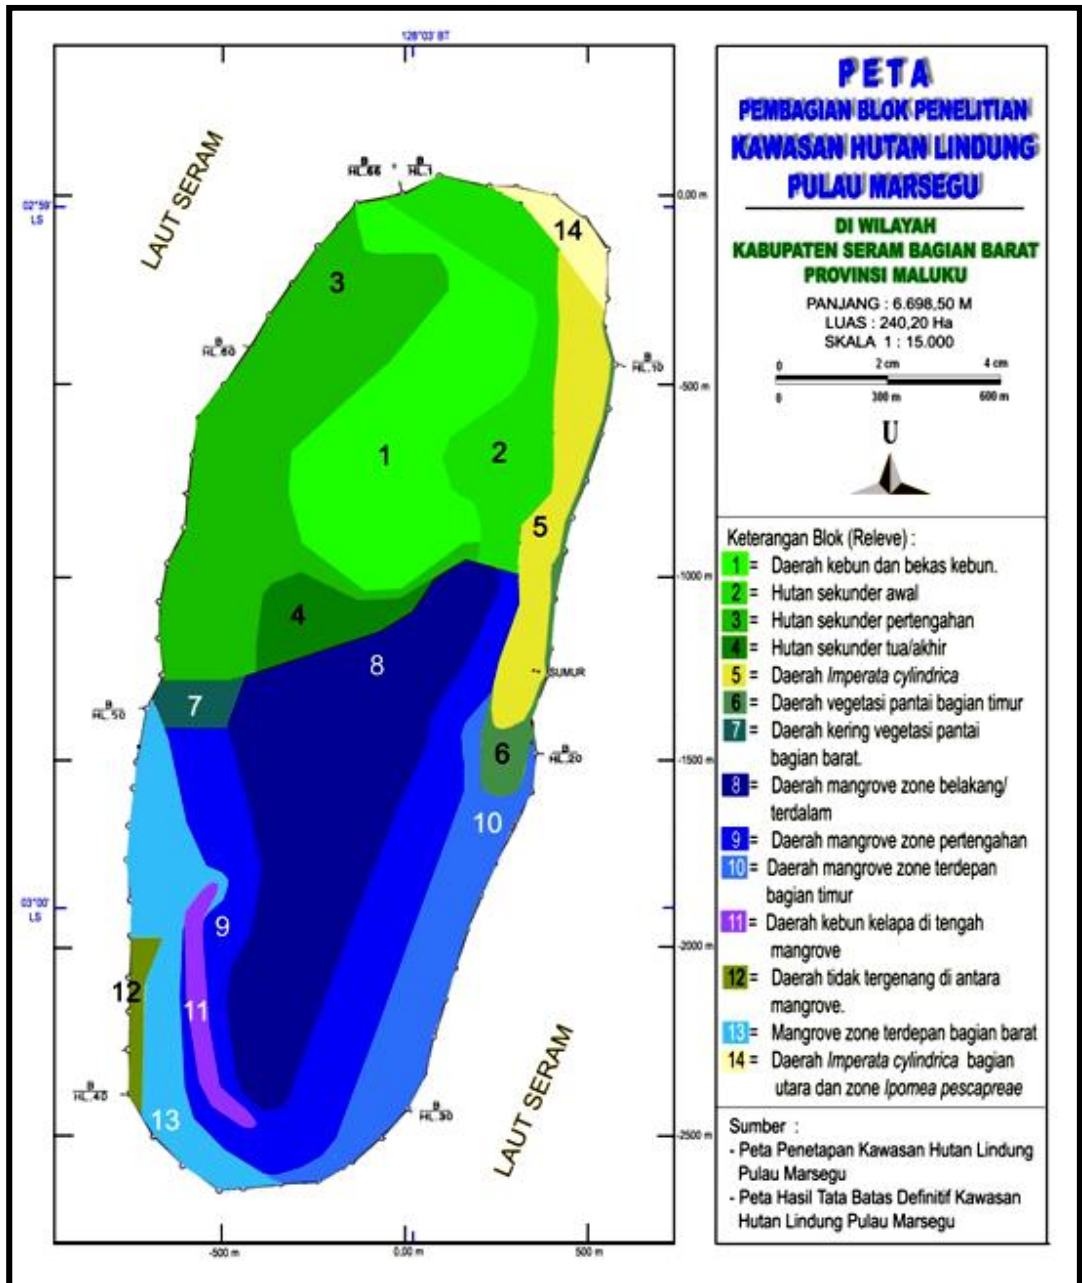 128°03' BT
PETA
PEMBAGIAN BLOK PENELITIAN
KAWASAN HUTAN LINDUNG
PULAU MARSEGU
DI WILAYAH
KABUPATEN SERAM BAGIAN BARAT
PROVINSI MALUKU
PANJANG : 6.698,50 M
LUAS : 240,20 Ha
SKALA 1 : 15.000
0 2 cm 4 cm
0 300 m 600 m
U
Keterangan Blok (Releve) :
1 = Daerah kebun dan bekas kebun.
2 = Hutan sekunder awal
3 = Hutan sekunder pertengahan
4 = Hutan sekunder tua/akhir
5 = Daerah Imperata cylindrica
6 = Daerah vegetasi pantai bagian timur
7 = Daerah kering vegetasi pantai
bagian barat.
8 = Daerah mangrove zone belakang/
terdalam
9 = Daerah mangrove zone pertengahan
10 = Daerah mangrove zone terdepan
bagian timur
11 = Daerah kebun kelapa di tengah
mangrove
12 = Daerah tidak tergenang di antara
mangrove.
13 = Mangrove zone terdepan bagian barat
14 = Daerah Imperata cylindrica bagian
utara dan zone Ipomea pescapreae
Sumber :
- Peta Penetapan Kawasan Hutan Lindung
Pulau Marsegu
- Peta Hasil Tata Batas Definitif Kawasan
Hutan Lindung Pulau Marsegu
LAUT SERAM
B
HL.66
B
HL.1
02°59'
LS
0,00 m
14
3
B
HL.60
B
HL.10
-500 m
1
2
5
-1000 m
4
8
SUMUR
7
B
HL.50
6
B
HL.20
-1500 m
10
03°00'
LS
9
-2000 m
12
11
B
HL.40
13
B
HL.30
LAUT SERAM
-2500 m
-500 m
0,00 m
500 m